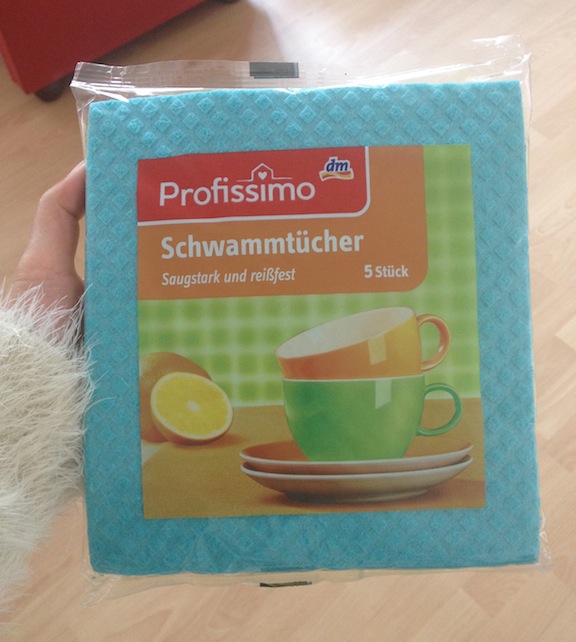 dm
Profissimo
Schwammtücher
Saugstark und reißfest
5 Stück